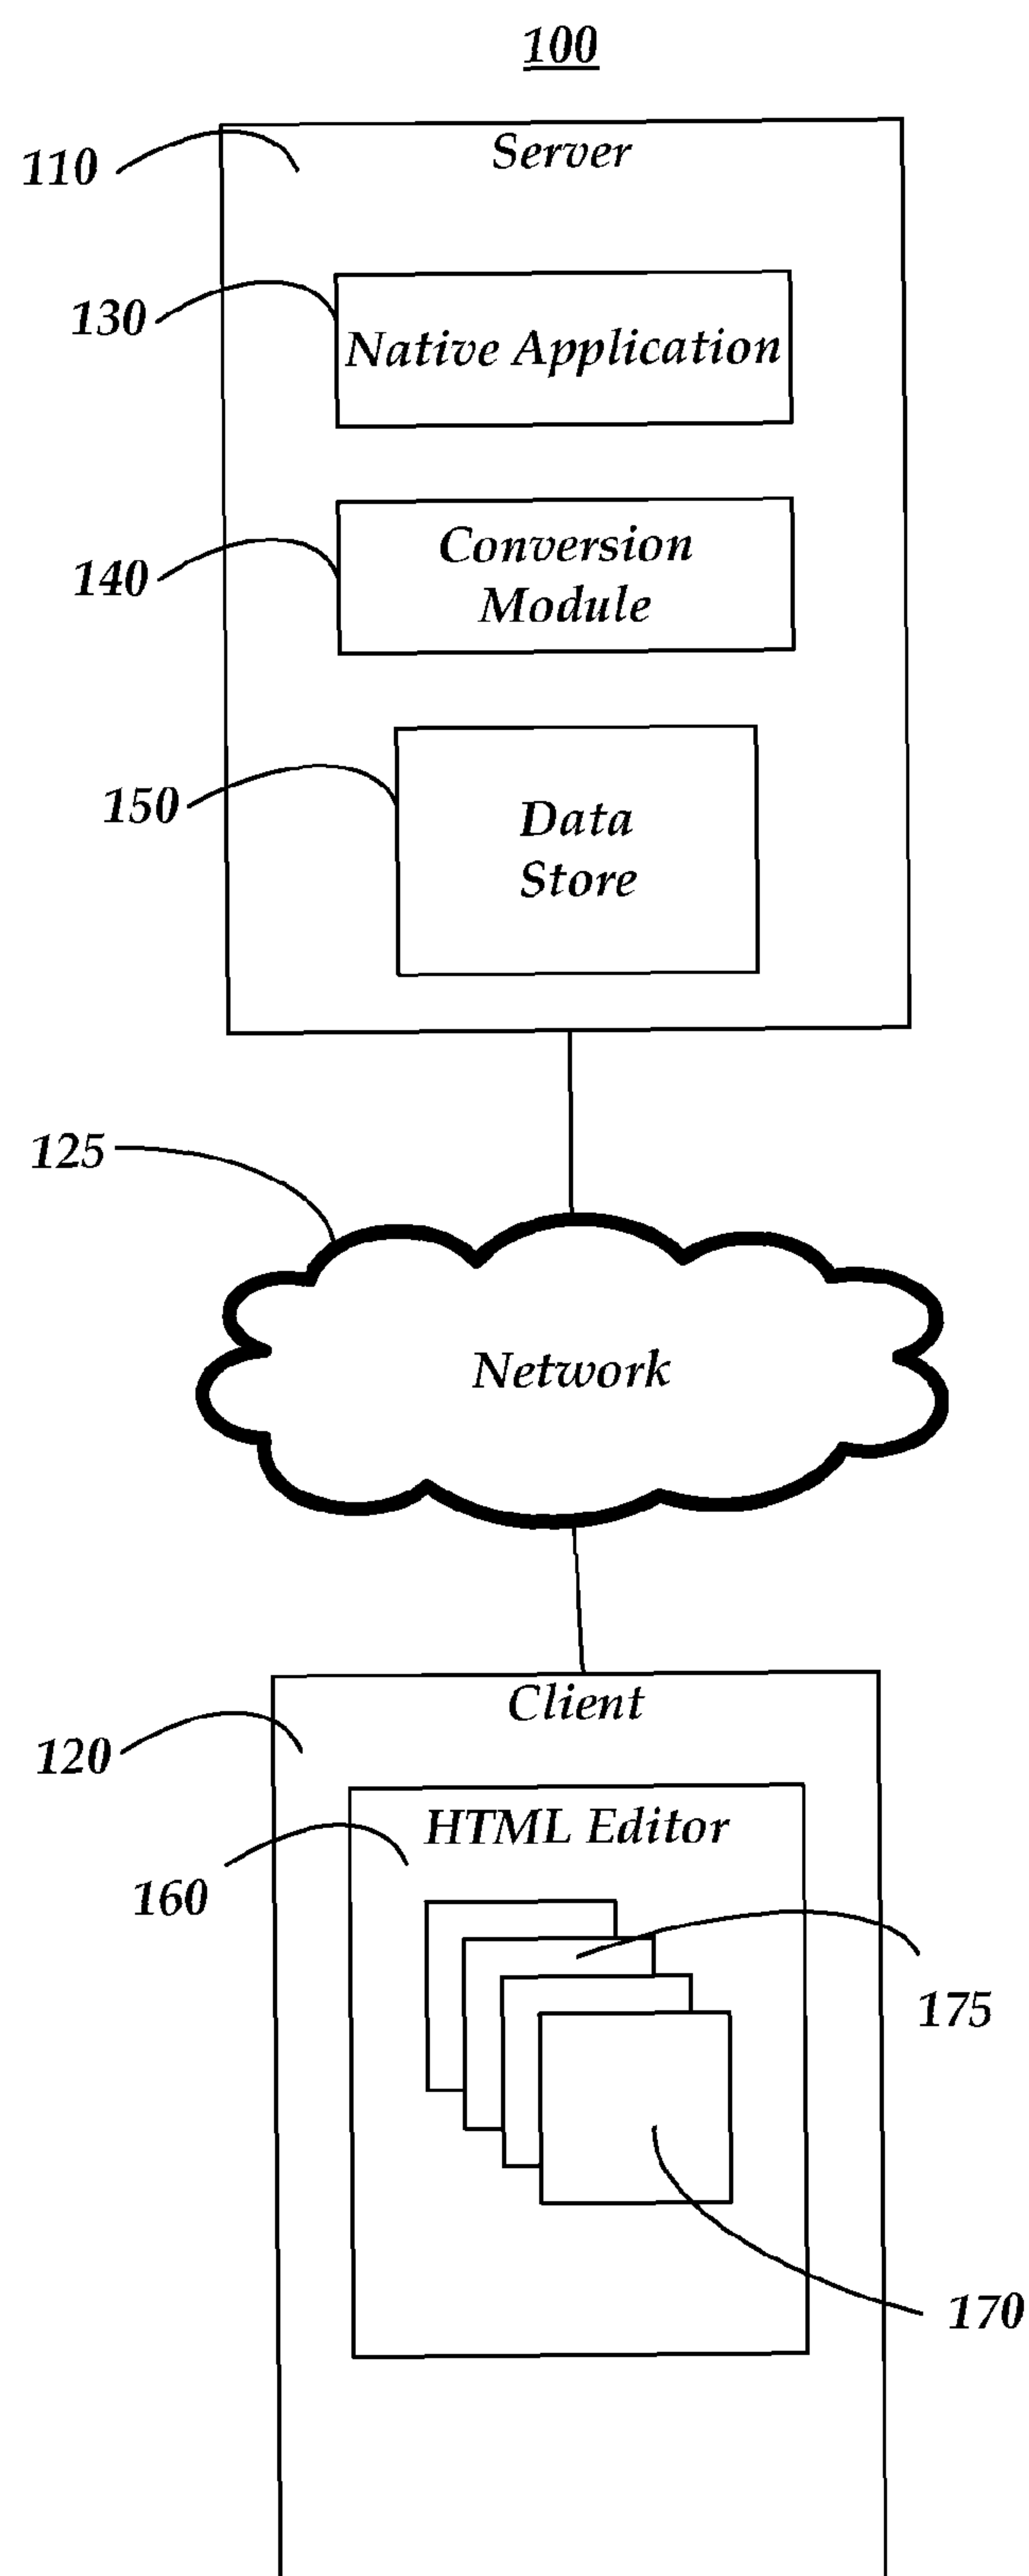 100
110
Server
130
Native Application
140
Conversion
Module
150
Data
Store
125
Network
Client
120
HTML Editor
160
175
170